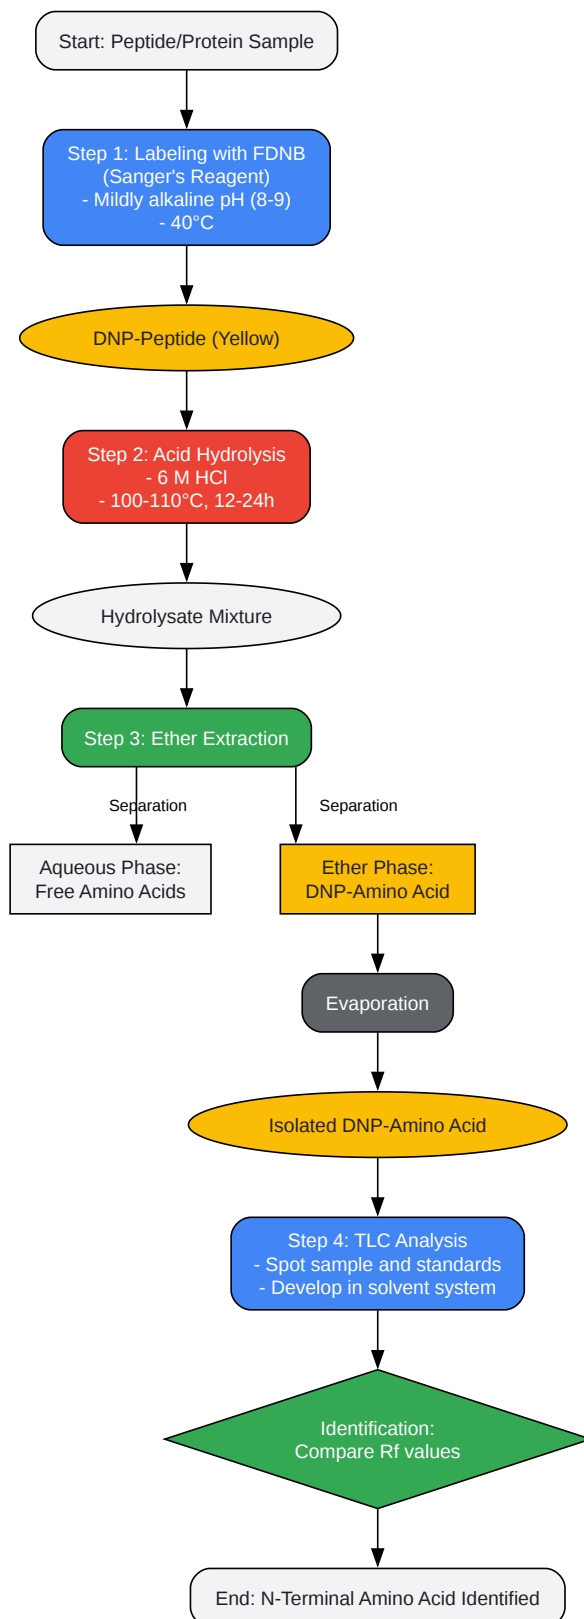 Start: Peptide/Protein Sample
Step 1: Labeling with FDNB
(Sanger's Reagent)
- Mildly alkaline pH (8-9)
- 40°C
DNP-Peptide (Yellow)
Step 2: Acid Hydrolysis
- 6 M HCl
- 100-110°C, 12-24h
Hydrolysate Mixture
Step 3: Ether Extraction
Separation
Separation
Aqueous Phase:
Free Amino Acids
Ether Phase:
DNP-Amino Acid
Evaporation
Isolated DNP-Amino Acid
Step 4: TLC Analysis
- Spot sample and standards
- Develop in solvent system
Identification:
Compare Rf values
End: N-Terminal Amino Acid Identified